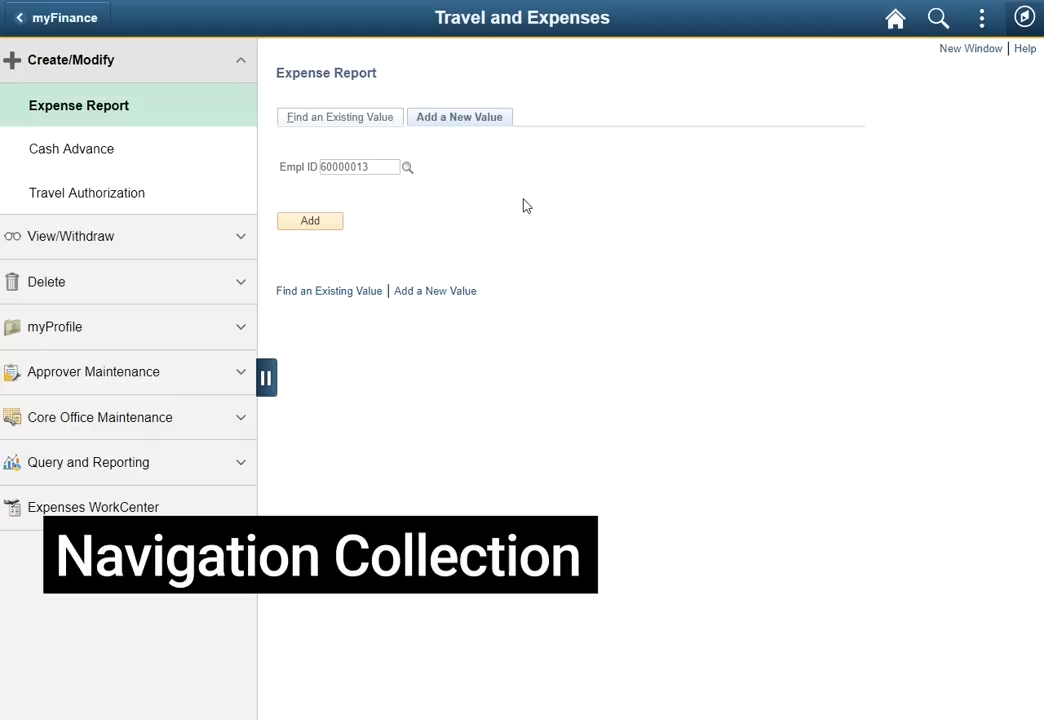 myFinance
Travel and Expenses
New Window | Help
Create/Modify
Expense Report
Cash Advance
Travel Authorization
View/Withdraw
Delete
myProfile
Approver Maintenance
Core Office Maintenance
Query and Reporting
Expenses WorkCenter
Expense Report
Find an Existing Value
Add a New Value
Empl ID 60000013
Add
Find an Existing Value | Add a New Value
Navigation Collection